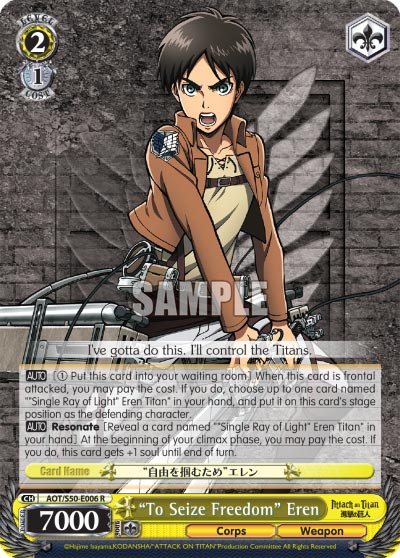 LEVEL
2
1
COST
SAMPLE
I've gotta do this. I'll control the Titans.
AUTO [① Put this card into your waiting room] When this card is frontal
attacked, you may pay the cost. If you do, choose up to one card named
""Single Ray of Light" Eren Titan" in your hand, and put it on this card's stage
position as the defending character.
AUTO Resonate [Reveal a card named ""Single Ray of Light" Eren Titan" in
your hand] At the beginning of your climax phase, you may pay the cost. If
you do, this card gets +1 soul until end of turn.
Card Name
"自由を掴むため"エレン
CD AOT/S50-E006 R
POWER
7000
"To Seize Freedom" Eren
Attack on Titan
進撃の巨人
Corps
Weapon
©Hajime Isayama,KODANSHA/"ATTACK ON TITAN"Production Committee. All Rights Reserved.